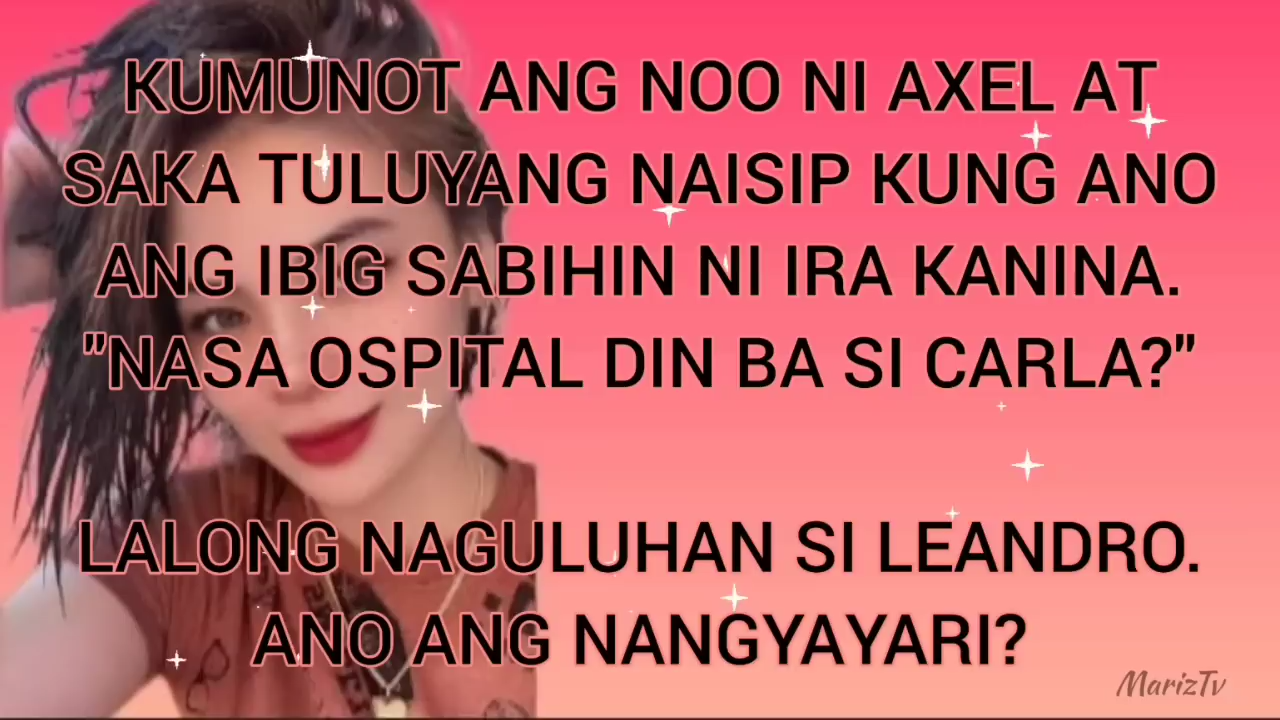 KUMUNOT ANG NOO NI AXEL AT
SAKA TULUYANG NAISIP KUNG ANO
ANG IBIG SABIHIN NI IRA KANINA.
"NASA OSPITAL DIN BA SI CARLA?"
LALONG NAGULUHAN SI LEANDRO.
ANO ANG NANGYAYARI?
MarizTv